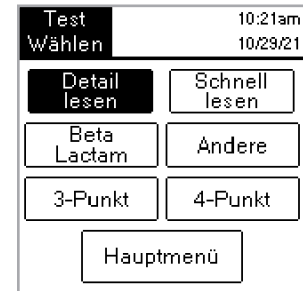 Test
Wählen
10:21am
10/29/21
Detail
lesen
Schnell
lesen
Beta
Lactam
Andere
3-Punkt
4-Punkt
Hauptmenü